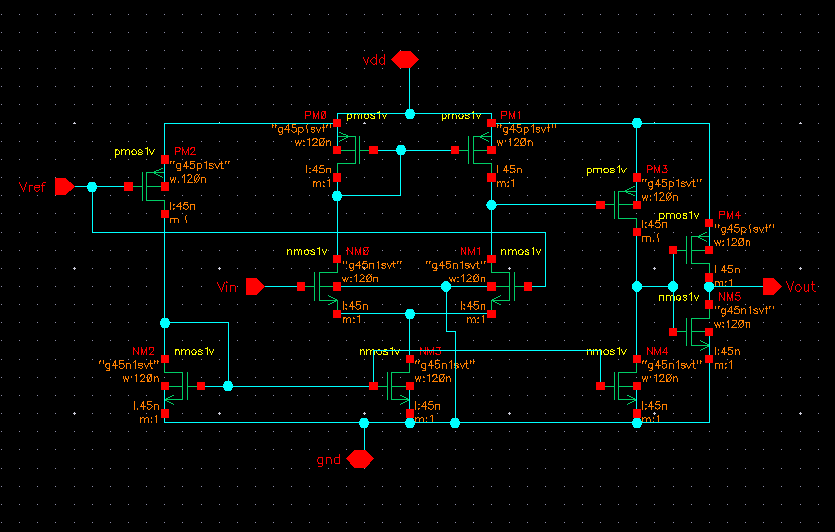 vdd
PM0
pmos1v
pmos1v
PM1
"g45p1svt"
w:120n
"g45p1svt"
w:120n
l:45n
m:1
l:45n
m:1
pmos1v
PM2
"g45p1svt"
w:120n
l:45n
Vref
pmos1v
PM3
"g45p1svt"
w:120n
l:45n
pmos1v
PM4
"g45p1svt"
w:120n
l:45n
m:1
nmos1v
NM0
"g45n1svt"
w:120n
l:45n
m:1
NM1
nmos1v
"g45n1svt"
w:120n
l:45n
m:1
Vin
Vout
nmos1v
NM5
"g45n1svt"
w:120n
l:45n
m:1
NM2
nmos1v
"g45n1svt"
w:120n
l:45n
m:1
nmos1v
NM3
"g45n1svt"
w:120n
l:45n
m:1
nmos1v
NM4
"g45n1svt"
w:120n
l:45n
m:1
gnd